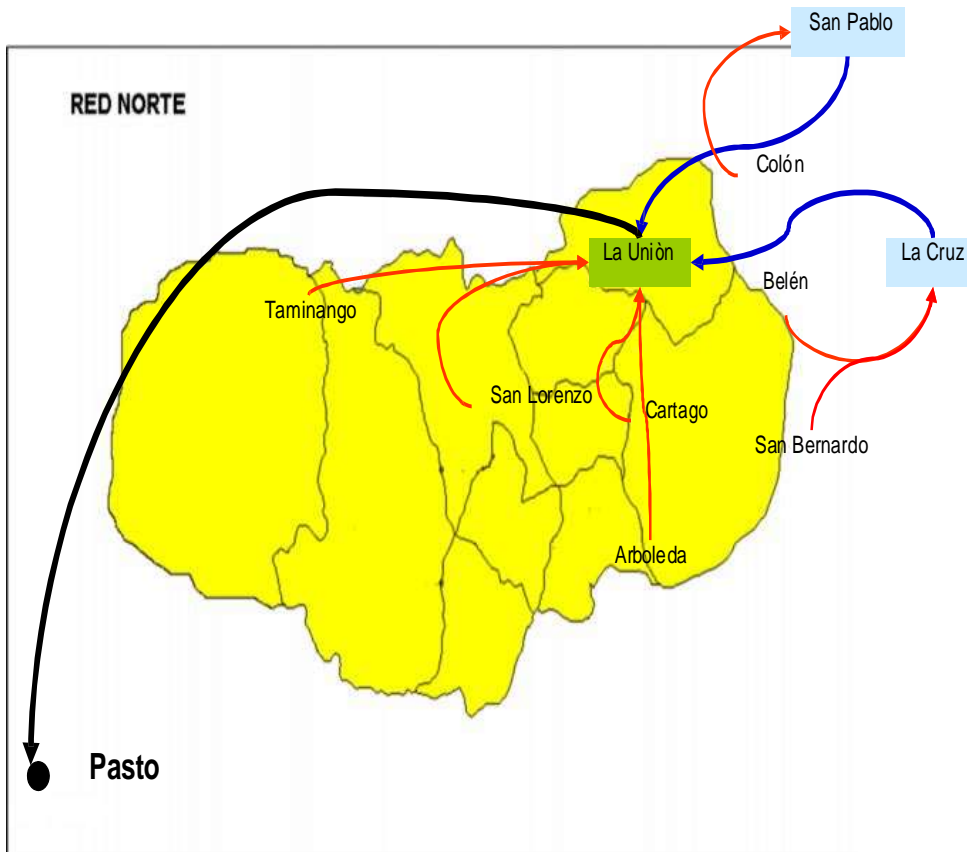 San Pablo
RED NORTE
Colón
La Uniòn
La Cruz
Belén
Taminango
San Lorenzo
Cartago
San Bernardo
Arboleda
Pasto